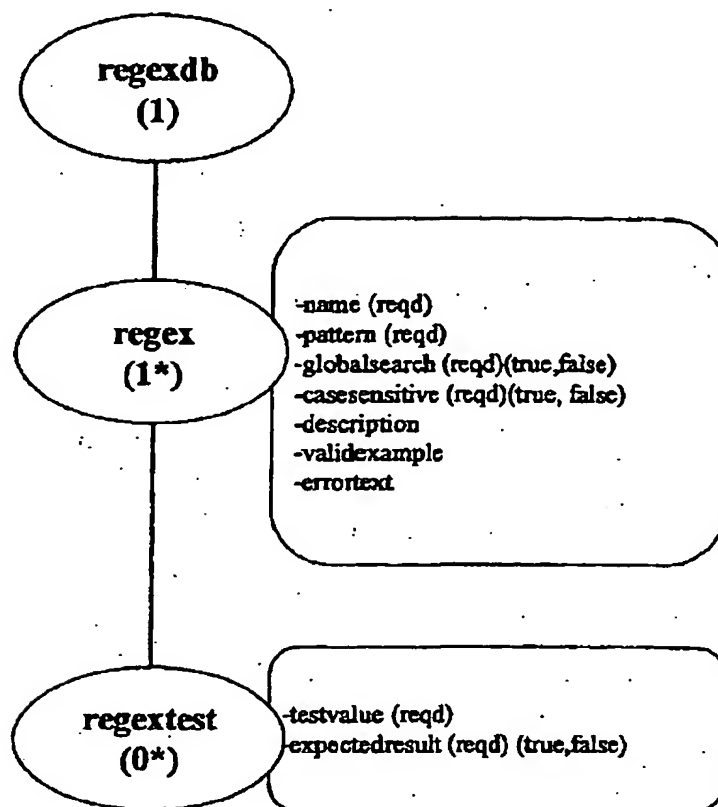 regexdb
(1)
regex
(1*)
-name (reqd)
-pattern (reqd)
-globalsearch (reqd)(true,false)
-casesensitive (reqd)(true, false)
-description
-validexample
-errortext
regextest
(0*)
-testvalue (reqd)
-expectedresult (reqd) (true,false)